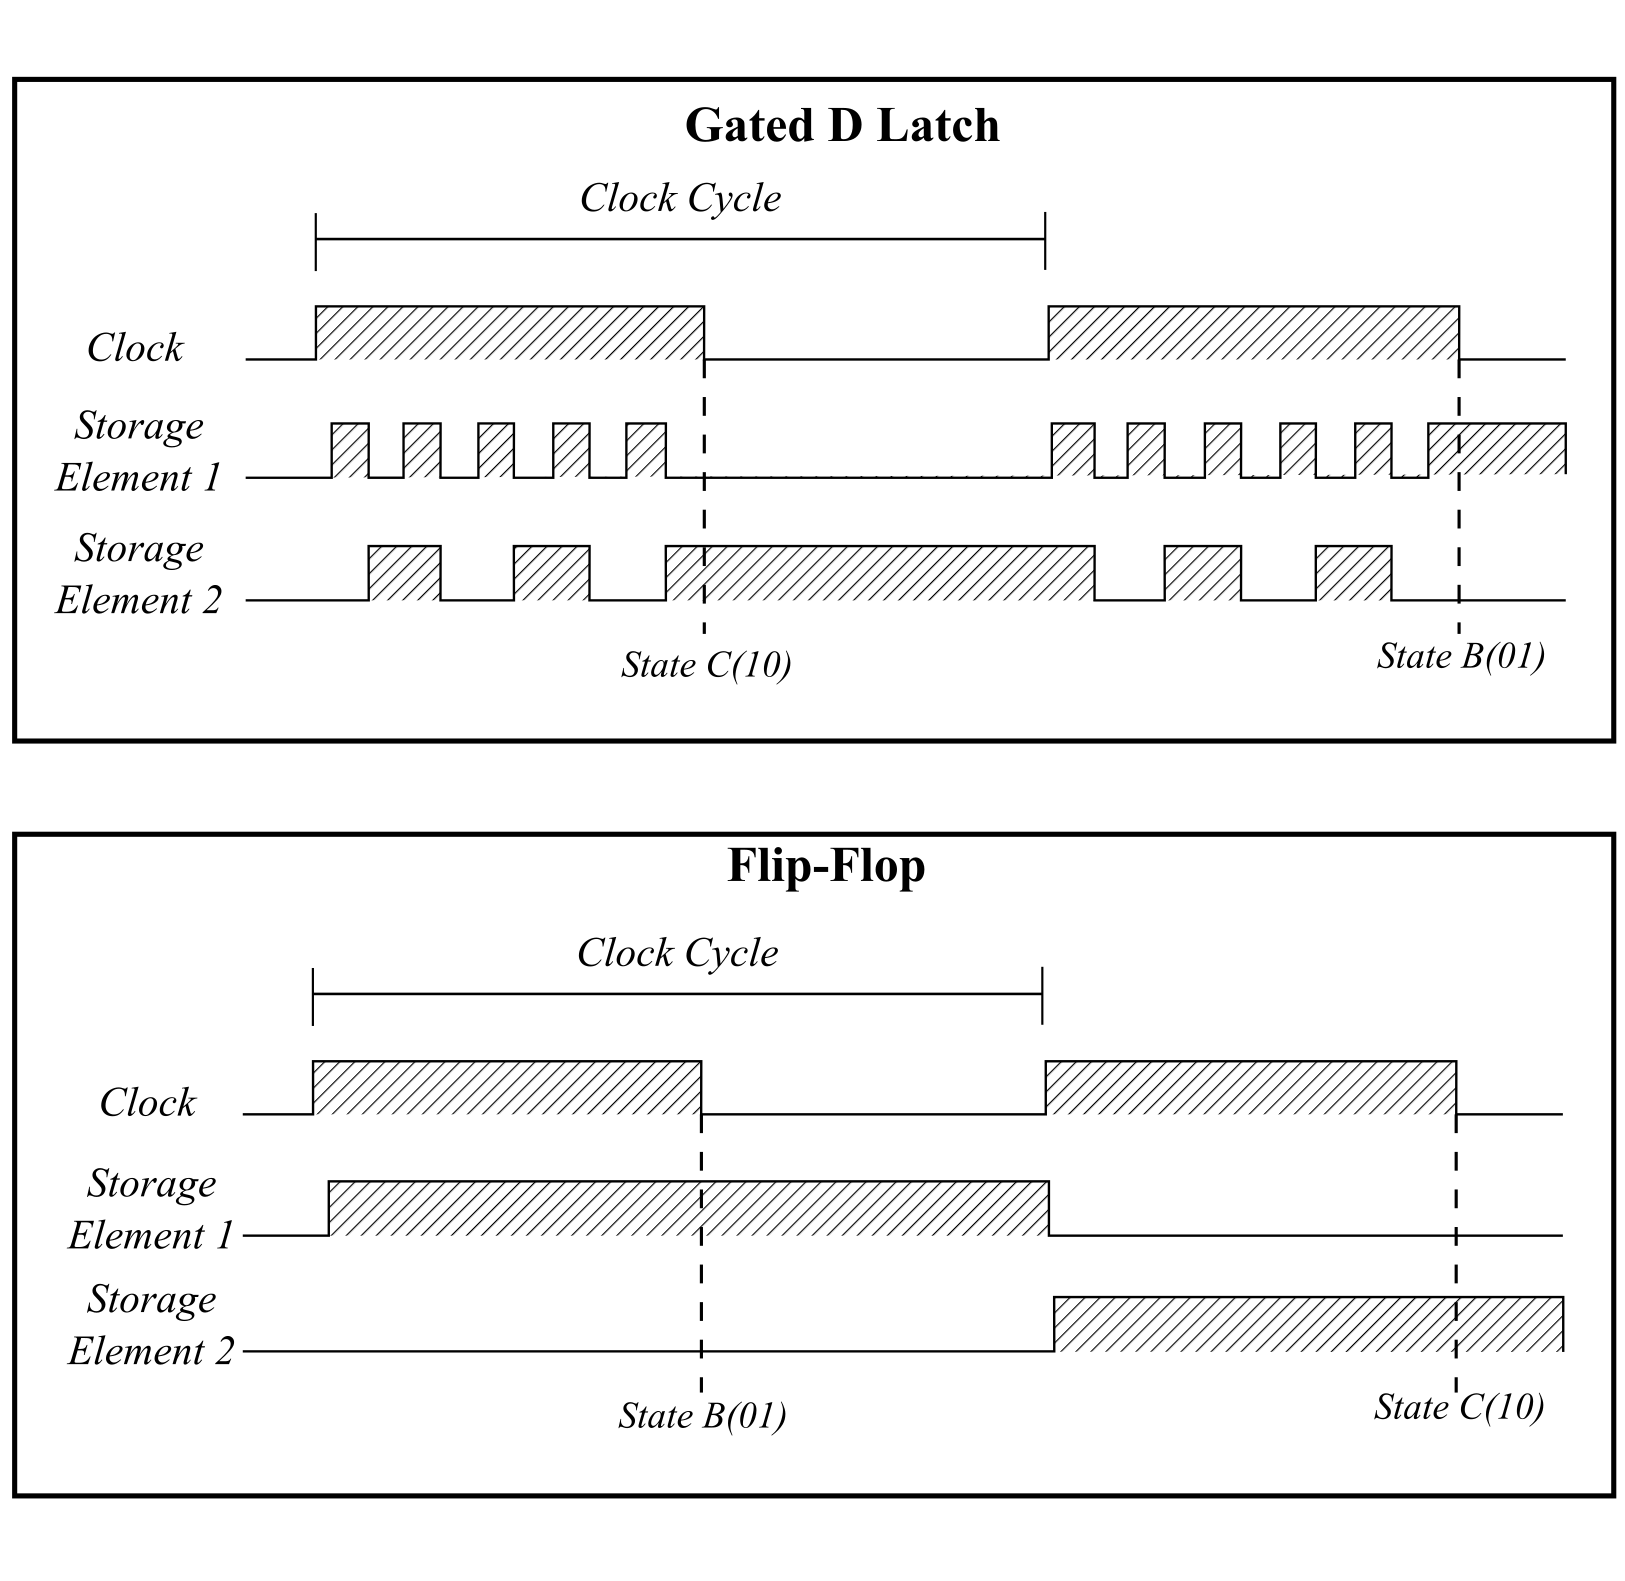 Gated D Latch
Clock Cycle
Clock
Storage
Element 1
Storage
Element 2
State C(10)
State B(01)
Flip-Flop
Clock Cycle
Clock
Storage
Element 1
Storage
Element 2
State B(01)
State C(10)